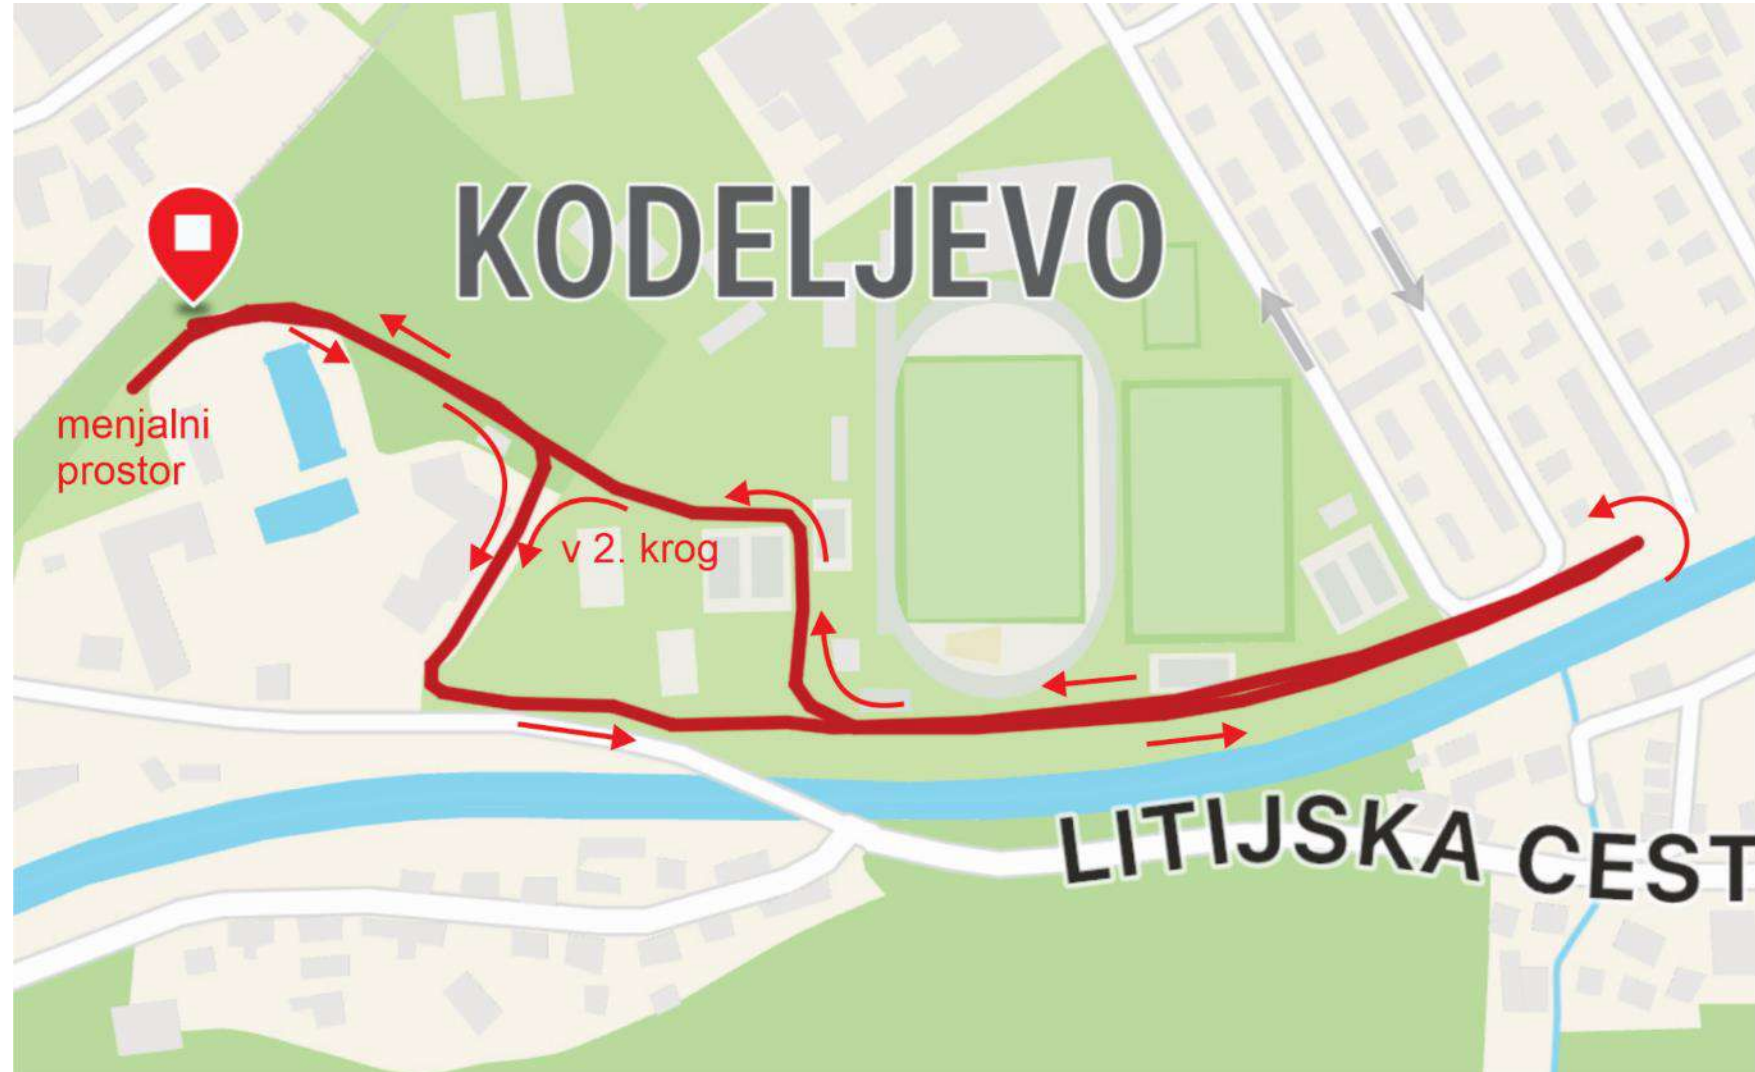 KODELJEVO
menjalni
prostor
v 2. krog
LITIJSKA CEST